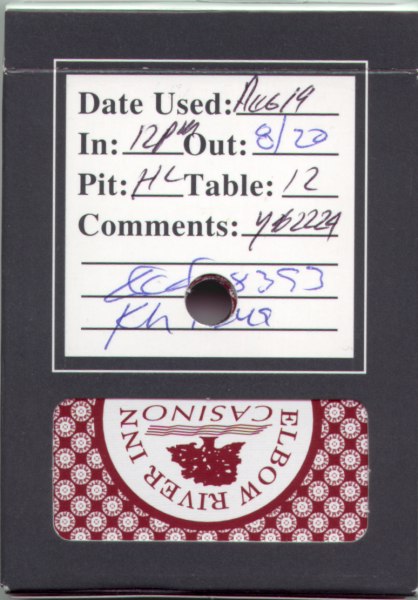 Date Used: Aug 19
In: 12pm Out: 8/20
Pit: HL Table: 12
Comments: 
8393
ELBOW RIVER INN
CASINO